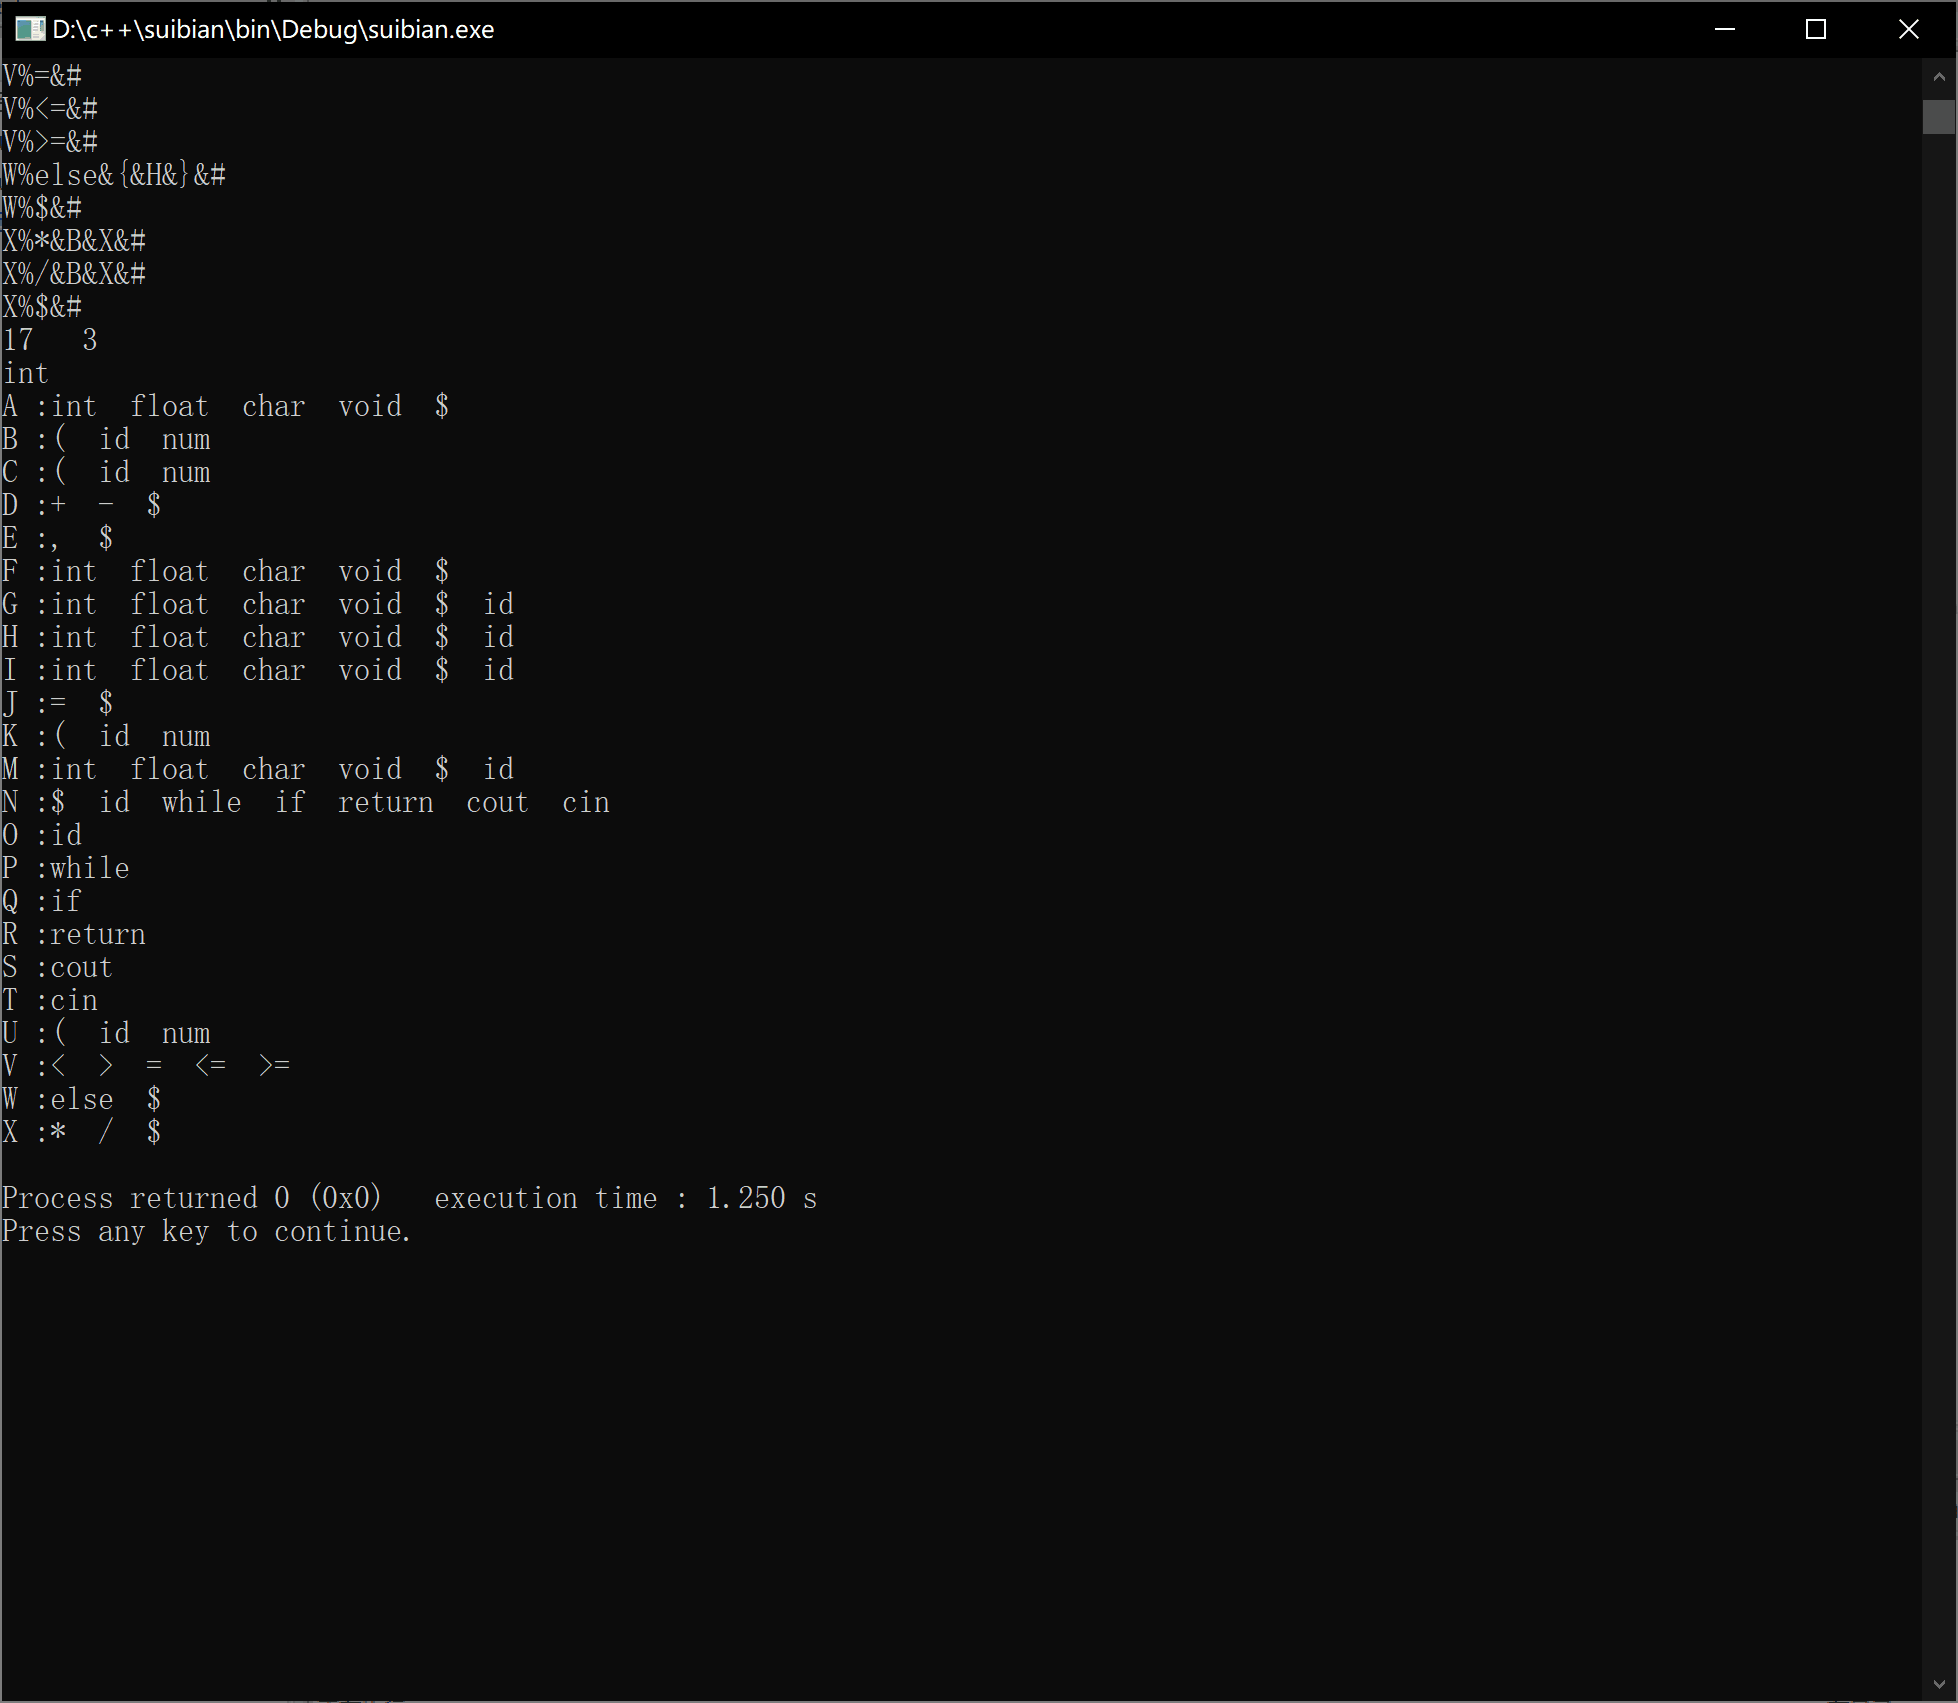 D:\c++\suibian\bin\Debug\suibian.exe
V%=&#
V%<=&#
V%>=&#
W%else&{&H&}&#
W%$&#
X%*&B&X&#
X%/&B&X&#
X%$&#
17   3
int
A :int  float  char  void  $
B :(  id  num
C :(  id  num
D :+  -  $
E :,  $
F :int  float  char  void  $
G :int  float  char  void  $  id
H :int  float  char  void  $  id
I :int  float  char  void  $  id
J :=  $
K :(  id  num
M :int  float  char  void  $  id
N :$  id  while  if  return  cout  cin
O :id
P :while
Q :if
R :return
S :cout
T :cin
U :(  id  num
V :<  >  =  <=  >=
W :else  $
X :*  /  $
Process returned 0 (0x0)   execution time : 1.250 s
Press any key to continue.